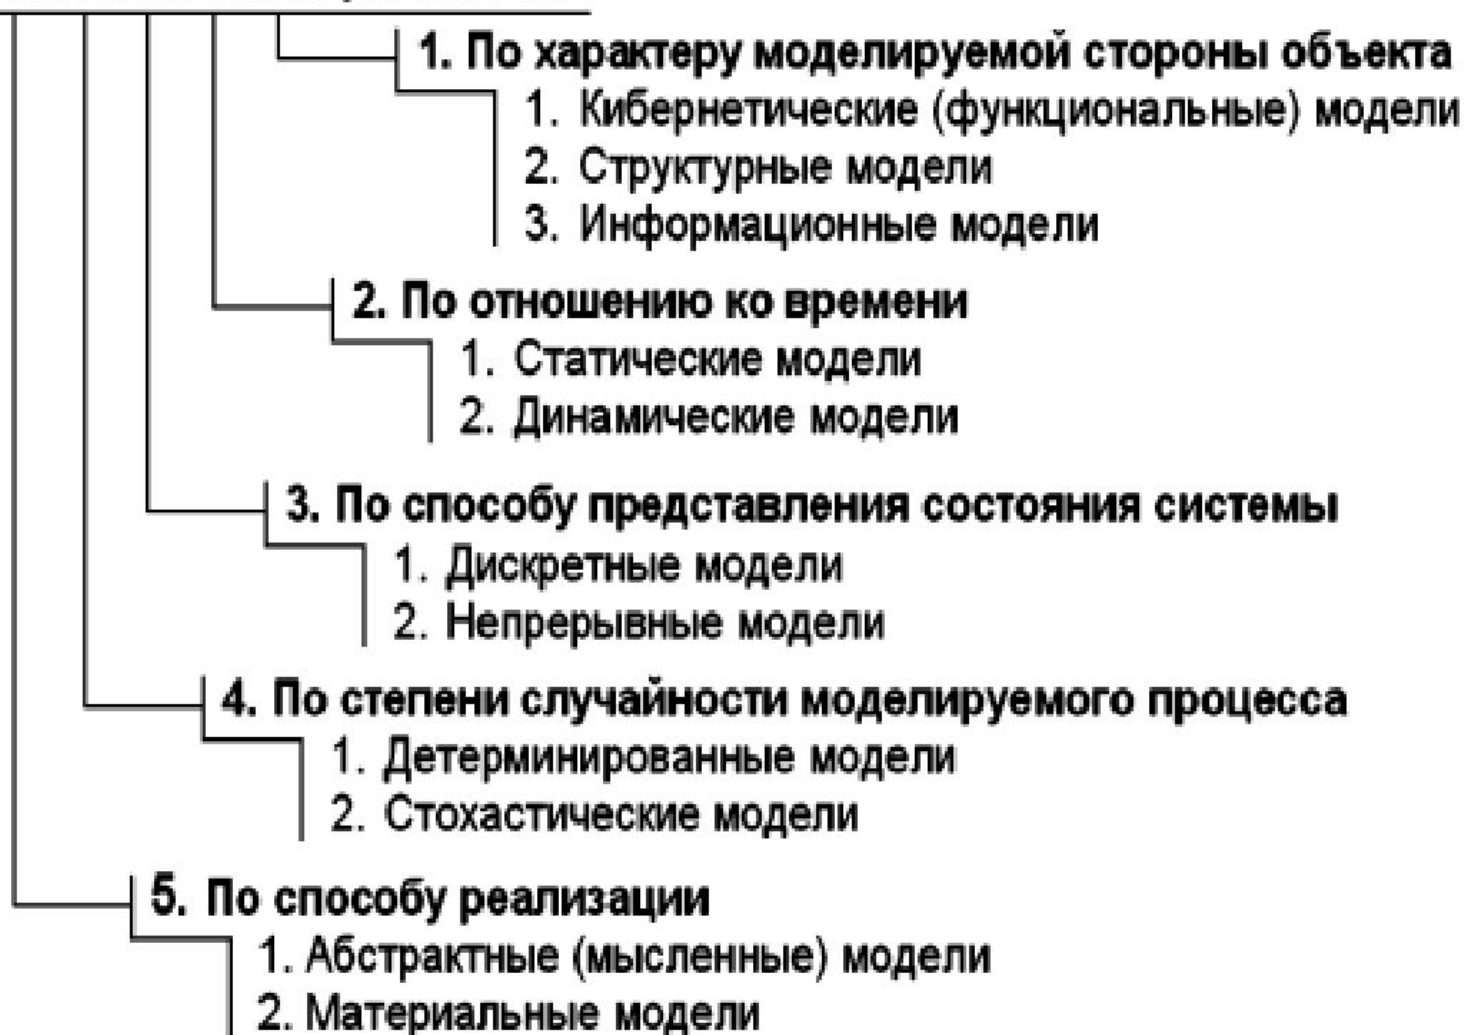 1. По характеру моделируемой стороны объекта
1. Кибернетические (функциональные) модели
2. Структурные модели
3. Информационные модели
2. По отношению ко времени
1. Статические модели
2. Динамические модели
3. По способу представления состояния системы
1. Дискретные модели
2. Непрерывные модели
4. По степени случайности моделируемого процесса
1. Детерминированные модели
2. Стохастические модели
5. По способу реализации
1. Абстрактные (мысленные) модели
2. Материальные модели